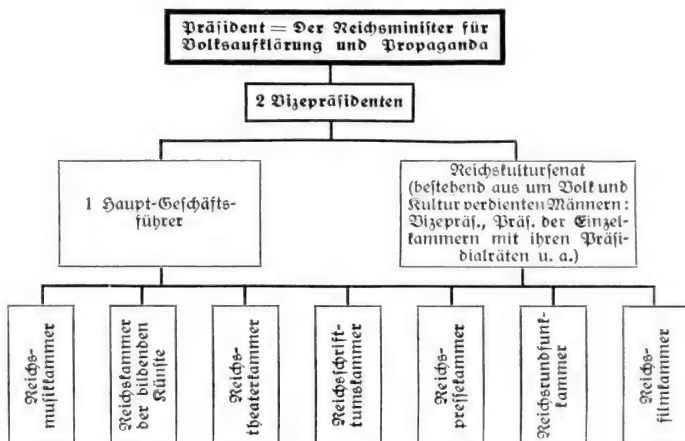 Präsident = Der Reichsminister für
Volksaufklärung und Propaganda
2 Vizepräsidenten
1 Haupt-Geschäfts-
führer
Reichskultursenat
(bestehend aus um Volk und
Kultur verdienten Männern:
Vizepräs., Präs. der Einzel-
kammern mit ihren Präsi-
dialräten u. a.)
Reichs-
musikkammer
Reichskammer
der bildenden
Künste
Reichs-
theaterkammer
Reichsschrift-
tumskammer
Reichs-
pressekammer
Reichsrundfunk-
kammer
Reichs-
filmkammer